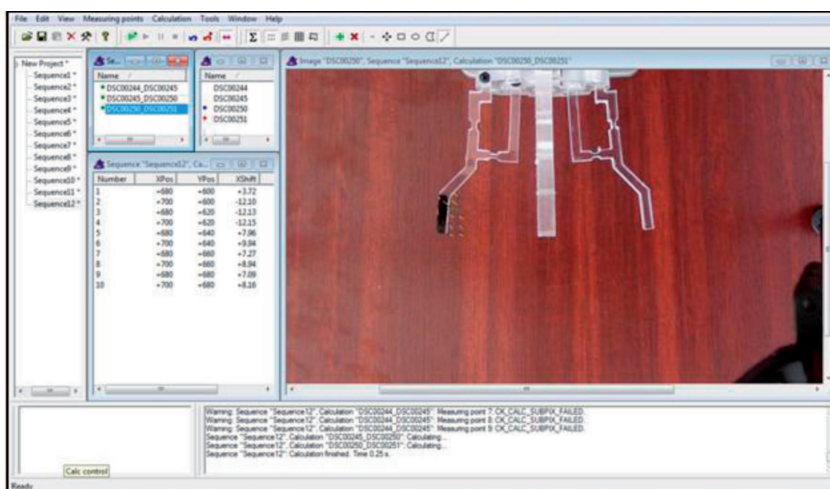 File Edit View Measuring points Calculation Tools Window Help
New Project *
Sequence1 *
Sequence2 *
Sequence3 *
Sequence4 *
Sequence5 *
Sequence6 *
Sequence7 *
Sequence8 *
Sequence9 *
Sequence10 *
Sequence11 *
Sequence12 *
Se...
Name
DSC00244_DSC00245
DSC00245_DSC00250
DSC00250_DSC00251
Name
DSC00244
DSC00245
DSC00250
DSC00251
Sequence "Sequence12", Ca...
Number XPos YPos XShift
1 +680 +600 +3.72
2 +700 +600 -12.10
3 +680 +620 -12.13
4 +700 +620 -12.15
5 +680 +640 +7.96
6 +700 +640 +9.94
7 +680 +660 +7.27
8 +700 +660 +8.94
9 +680 +680 +7.09
10 +700 +680 +8.16
Image "DSC00250", Sequence "Sequence12", Calculation "DSC00250_DSC00251"
Warning: Sequence "Sequence12", Calculation "DSC00244_DSC00245": Measuring point 7: CK_CALC_SUBPIX_FAILED.
Warning: Sequence "Sequence12", Calculation "DSC00244_DSC00245": Measuring point 8: CK_CALC_SUBPIX_FAILED.
Warning: Sequence "Sequence12", Calculation "DSC00244_DSC00245": Measuring point 9: CK_CALC_SUBPIX_FAILED.
Sequence "Sequence12", Calculation "DSC00245_DSC00250": Calculating...
Sequence "Sequence12", Calculation "DSC00250_DSC00251": Calculating...
Sequence "Sequence12": Calculation finished. Time 0.25 s.
Calc control
Ready